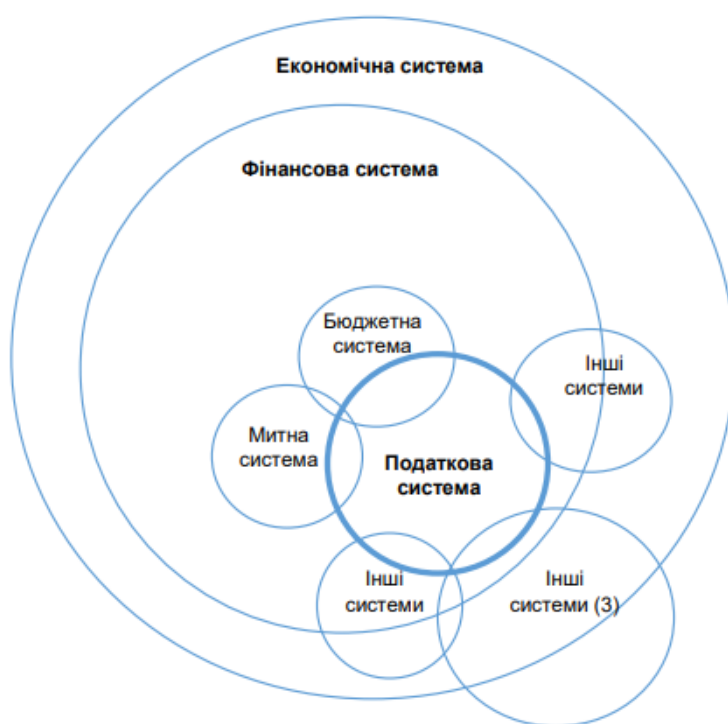 Економічна система
Фінансова система
Бюджетна
система
Інші
системи
Митна
система
Податкова
система
Інші
системи
Інші
системи (3)